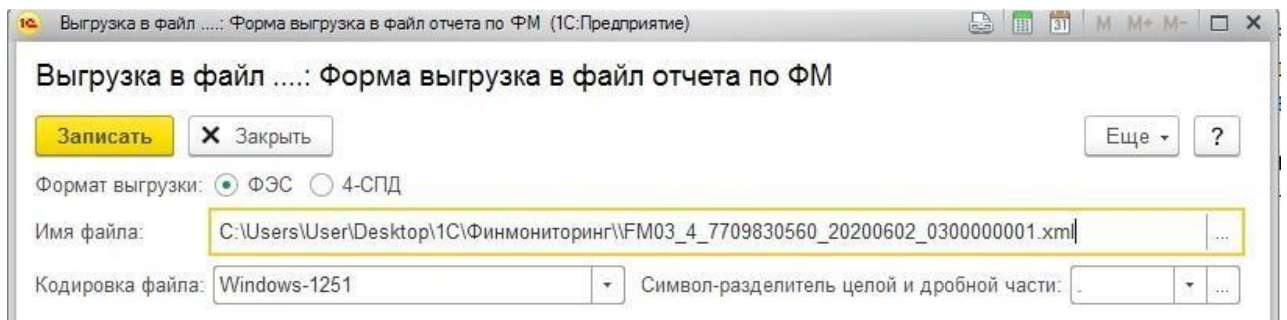 1С Выгрузка в файл ....: Форма выгрузка в файл отчета по ФМ (1С:Предприятие) 31 M M+ M-
Выгрузка в файл ....: Форма выгрузка в файл отчета по ФМ
Записать Закрыть Еще ?
Формат выгрузки: ФЭС 4-СПД
Имя файла: C:\Users\User\Desktop\1С\Финмониторинг\\FM03_4_7709830560_20200602_0300000001.xml ...
Кодировка файла: Windows-1251 Символ-разделитель целой и дробной части: . ...